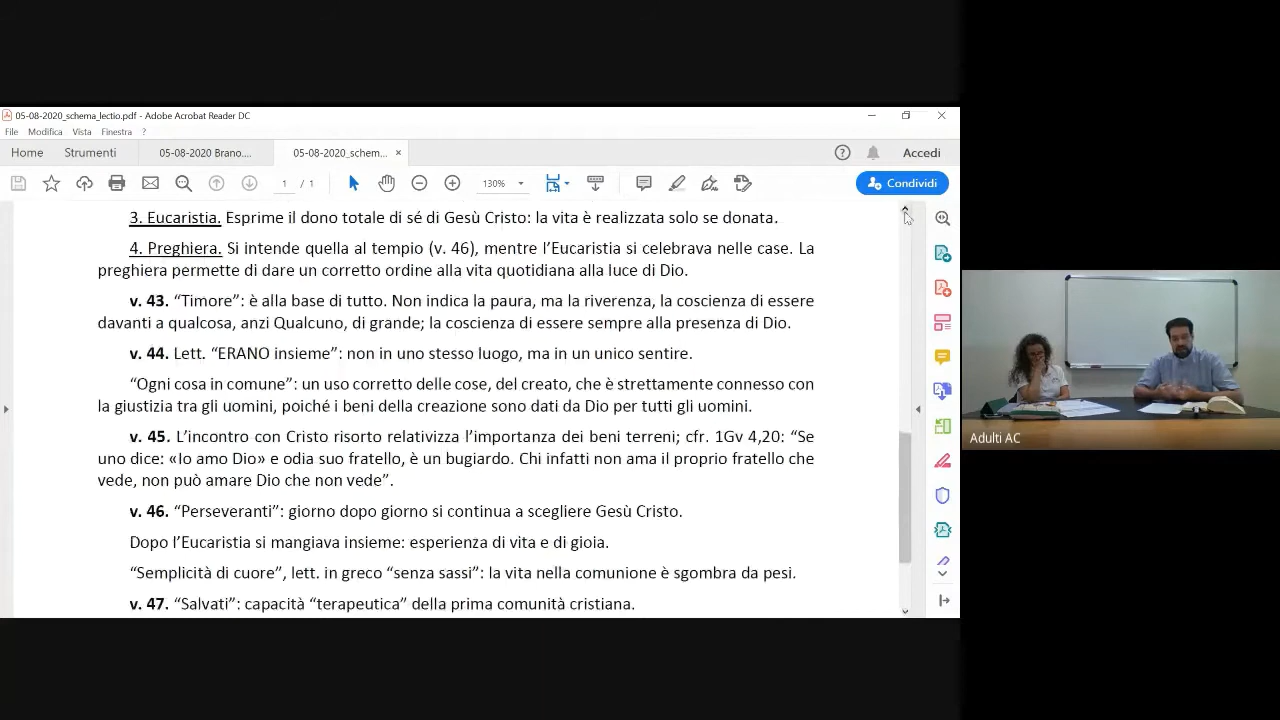 05-08-2020_schema_lectio.pdf - Adobe Acrobat Reader DC
File Modifica Vista Finestra ?
Home Strumenti 05-08-2020 Brano.... 05-08-2020_schem... × Accedi
1 / 1 130% Condividi
3. Eucaristia. Esprime il dono totale di sé di Gesù Cristo: la vita è realizzata solo se donata.
4. Preghiera. Si intende quella al tempio (v. 46), mentre l’Eucaristia si celebrava nelle case. La
preghiera permette di dare un corretto ordine alla vita quotidiana alla luce di Dio.
v. 43. “Timore”: è alla base di tutto. Non indica la paura, ma la riverenza, la coscienza di essere
davanti a qualcosa, anzi Qualcuno, di grande; la coscienza di essere sempre alla presenza di Dio.
v. 44. Lett. “ERANO insieme”: non in uno stesso luogo, ma in un unico sentire.
“Ogni cosa in comune”: un uso corretto delle cose, del creato, che è strettamente connesso con
la giustizia tra gli uomini, poiché i beni della creazione sono dati da Dio per tutti gli uomini.
v. 45. L’incontro con Cristo risorto relativizza l’importanza dei beni terreni; cfr. 1Gv 4,20: “Se
uno dice: «Io amo Dio» e odia suo fratello, è un bugiardo. Chi infatti non ama il proprio fratello che
vede, non può amare Dio che non vede”.
v. 46. “Perseveranti”: giorno dopo giorno si continua a scegliere Gesù Cristo.
Dopo l’Eucaristia si mangiava insieme: esperienza di vita e di gioia.
“Semplicità di cuore”, lett. in greco “senza sassi”: la vita nella comunione è sgombra da pesi.
v. 47. “Salvati”: capacità “terapeutica” della prima comunità cristiana.
Adulti AC